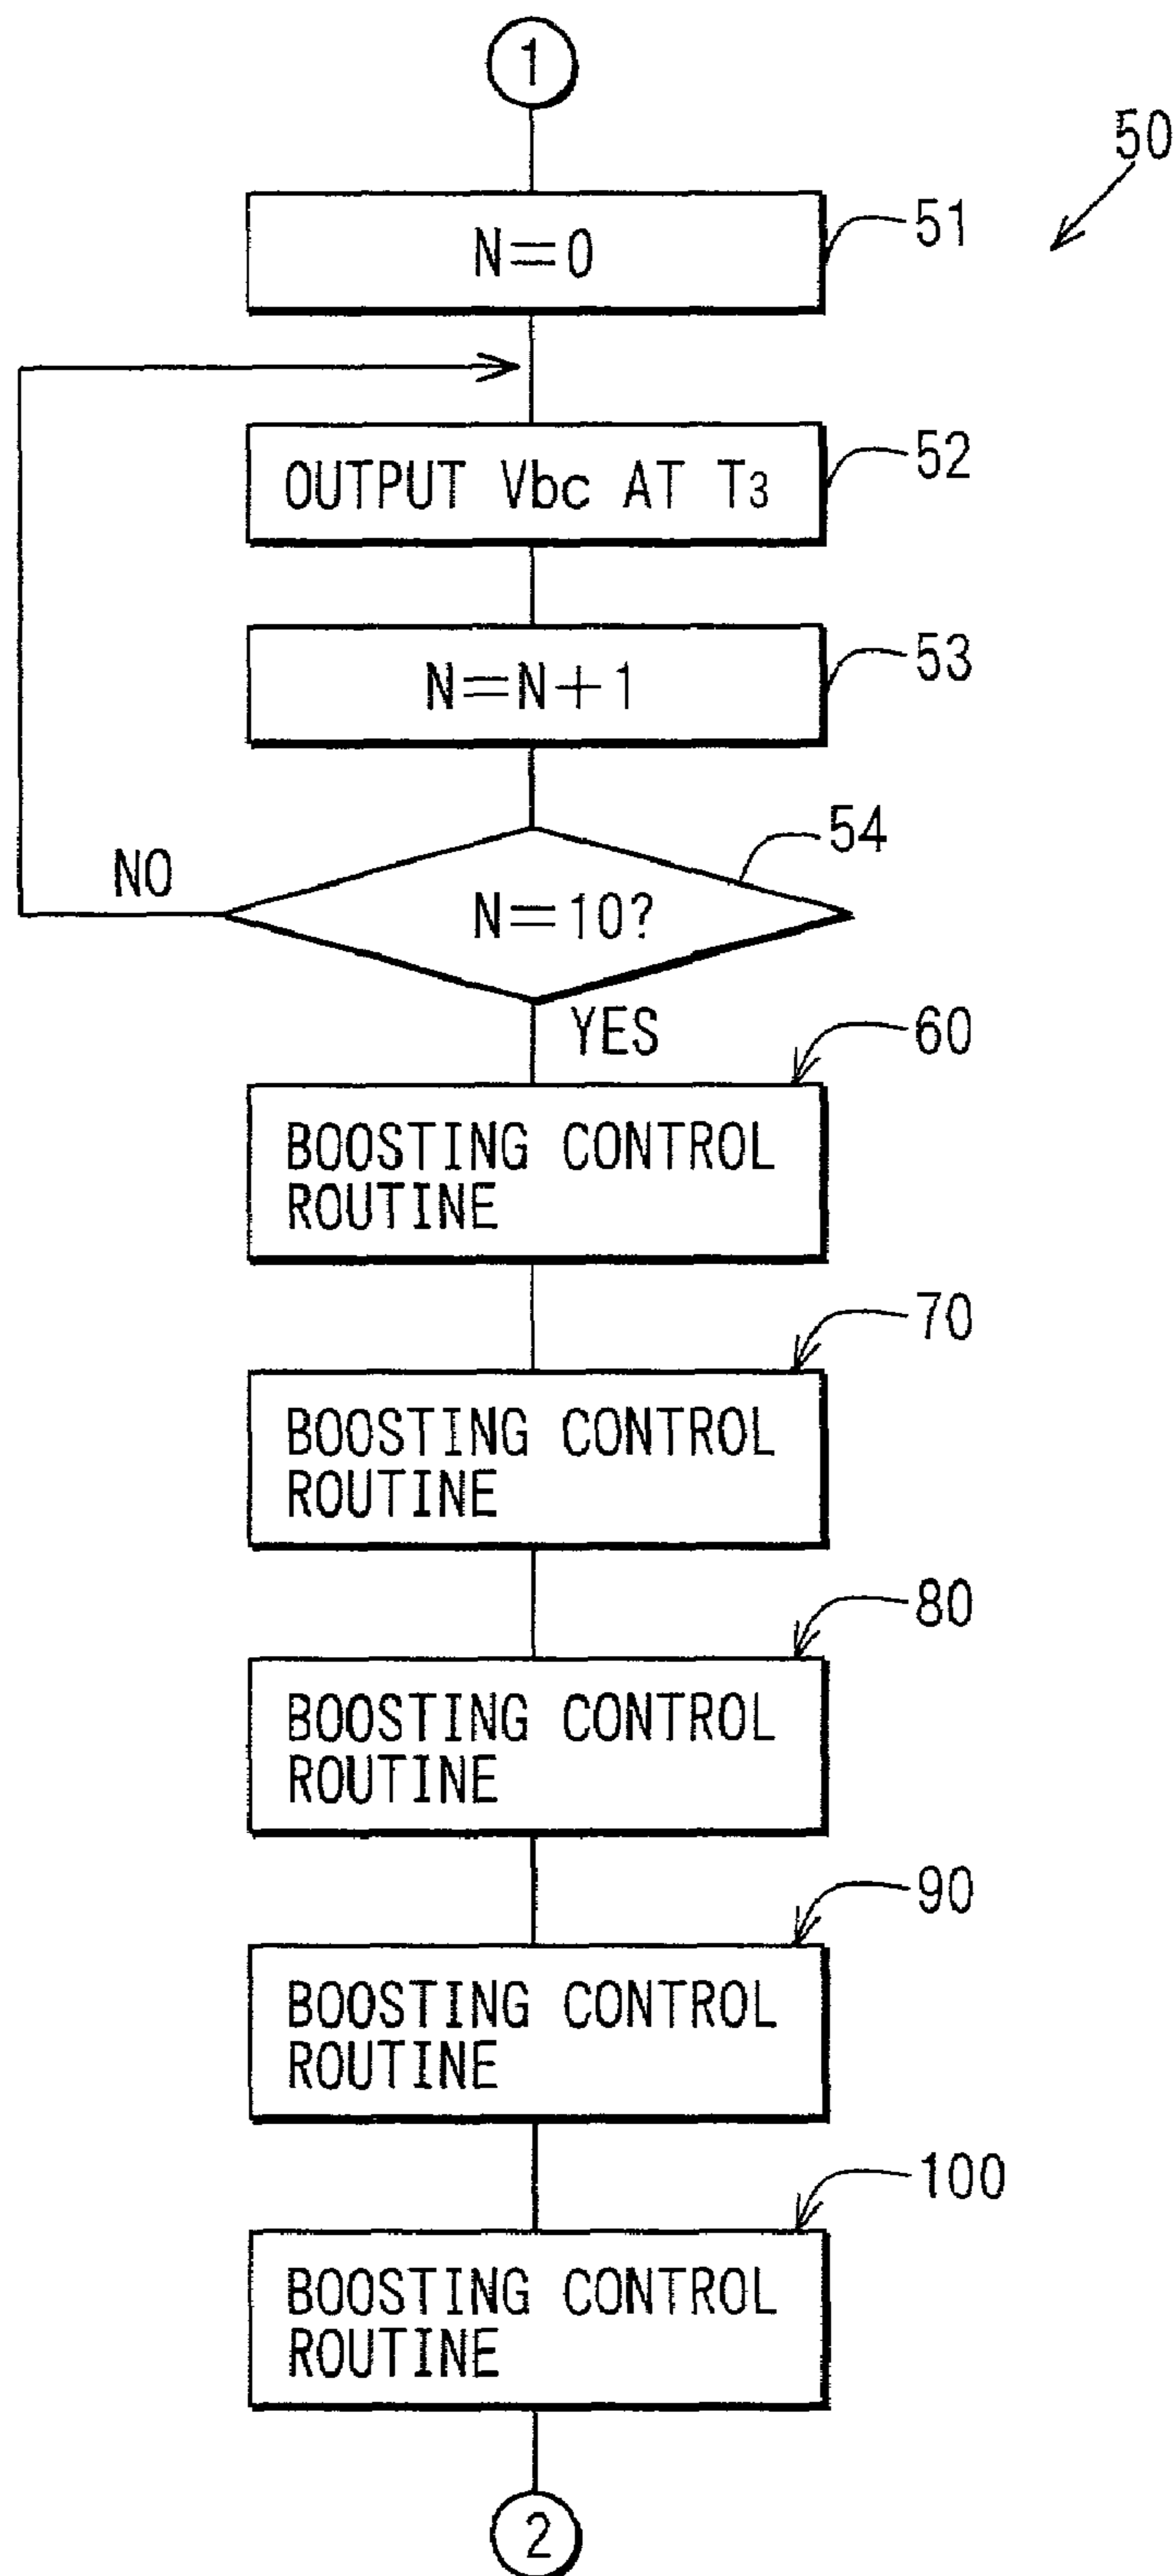 1
50
N=0
51
OUTPUT Vbc AT T3
52
N=N+1
53
54
NO
N=10?
YES
60
BOOSTING CONTROL
ROUTINE
70
BOOSTING CONTROL
ROUTINE
80
BOOSTING CONTROL
ROUTINE
90
BOOSTING CONTROL
ROUTINE
100
BOOSTING CONTROL
ROUTINE
2